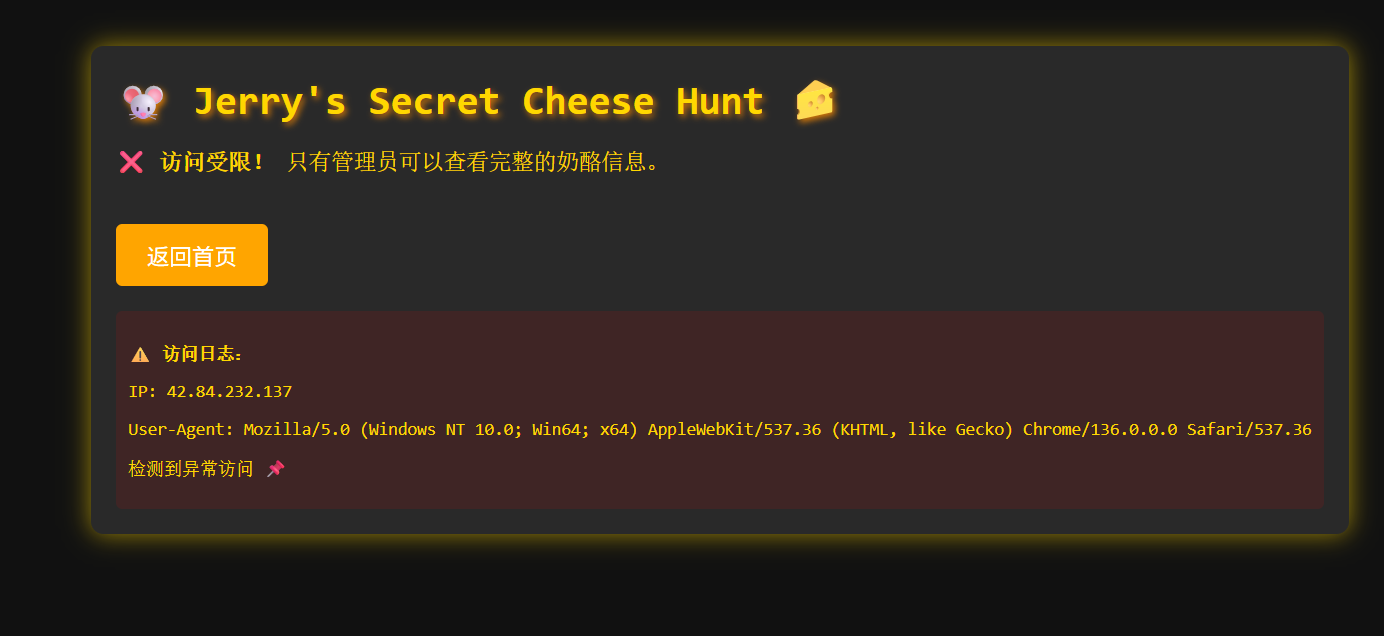 🐭 Jerry's Secret Cheese Hunt 🧀
❌ 访问受限! 只有管理员可以查看完整的奶酪信息。
返回首页
⚠️ 访问日志:
IP: 42.84.232.137
User-Agent: Mozilla/5.0 (Windows NT 10.0; Win64; x64) AppleWebKit/537.36 (KHTML, like Gecko) Chrome/136.0.0.0 Safari/537.36
检测到异常访问 📌